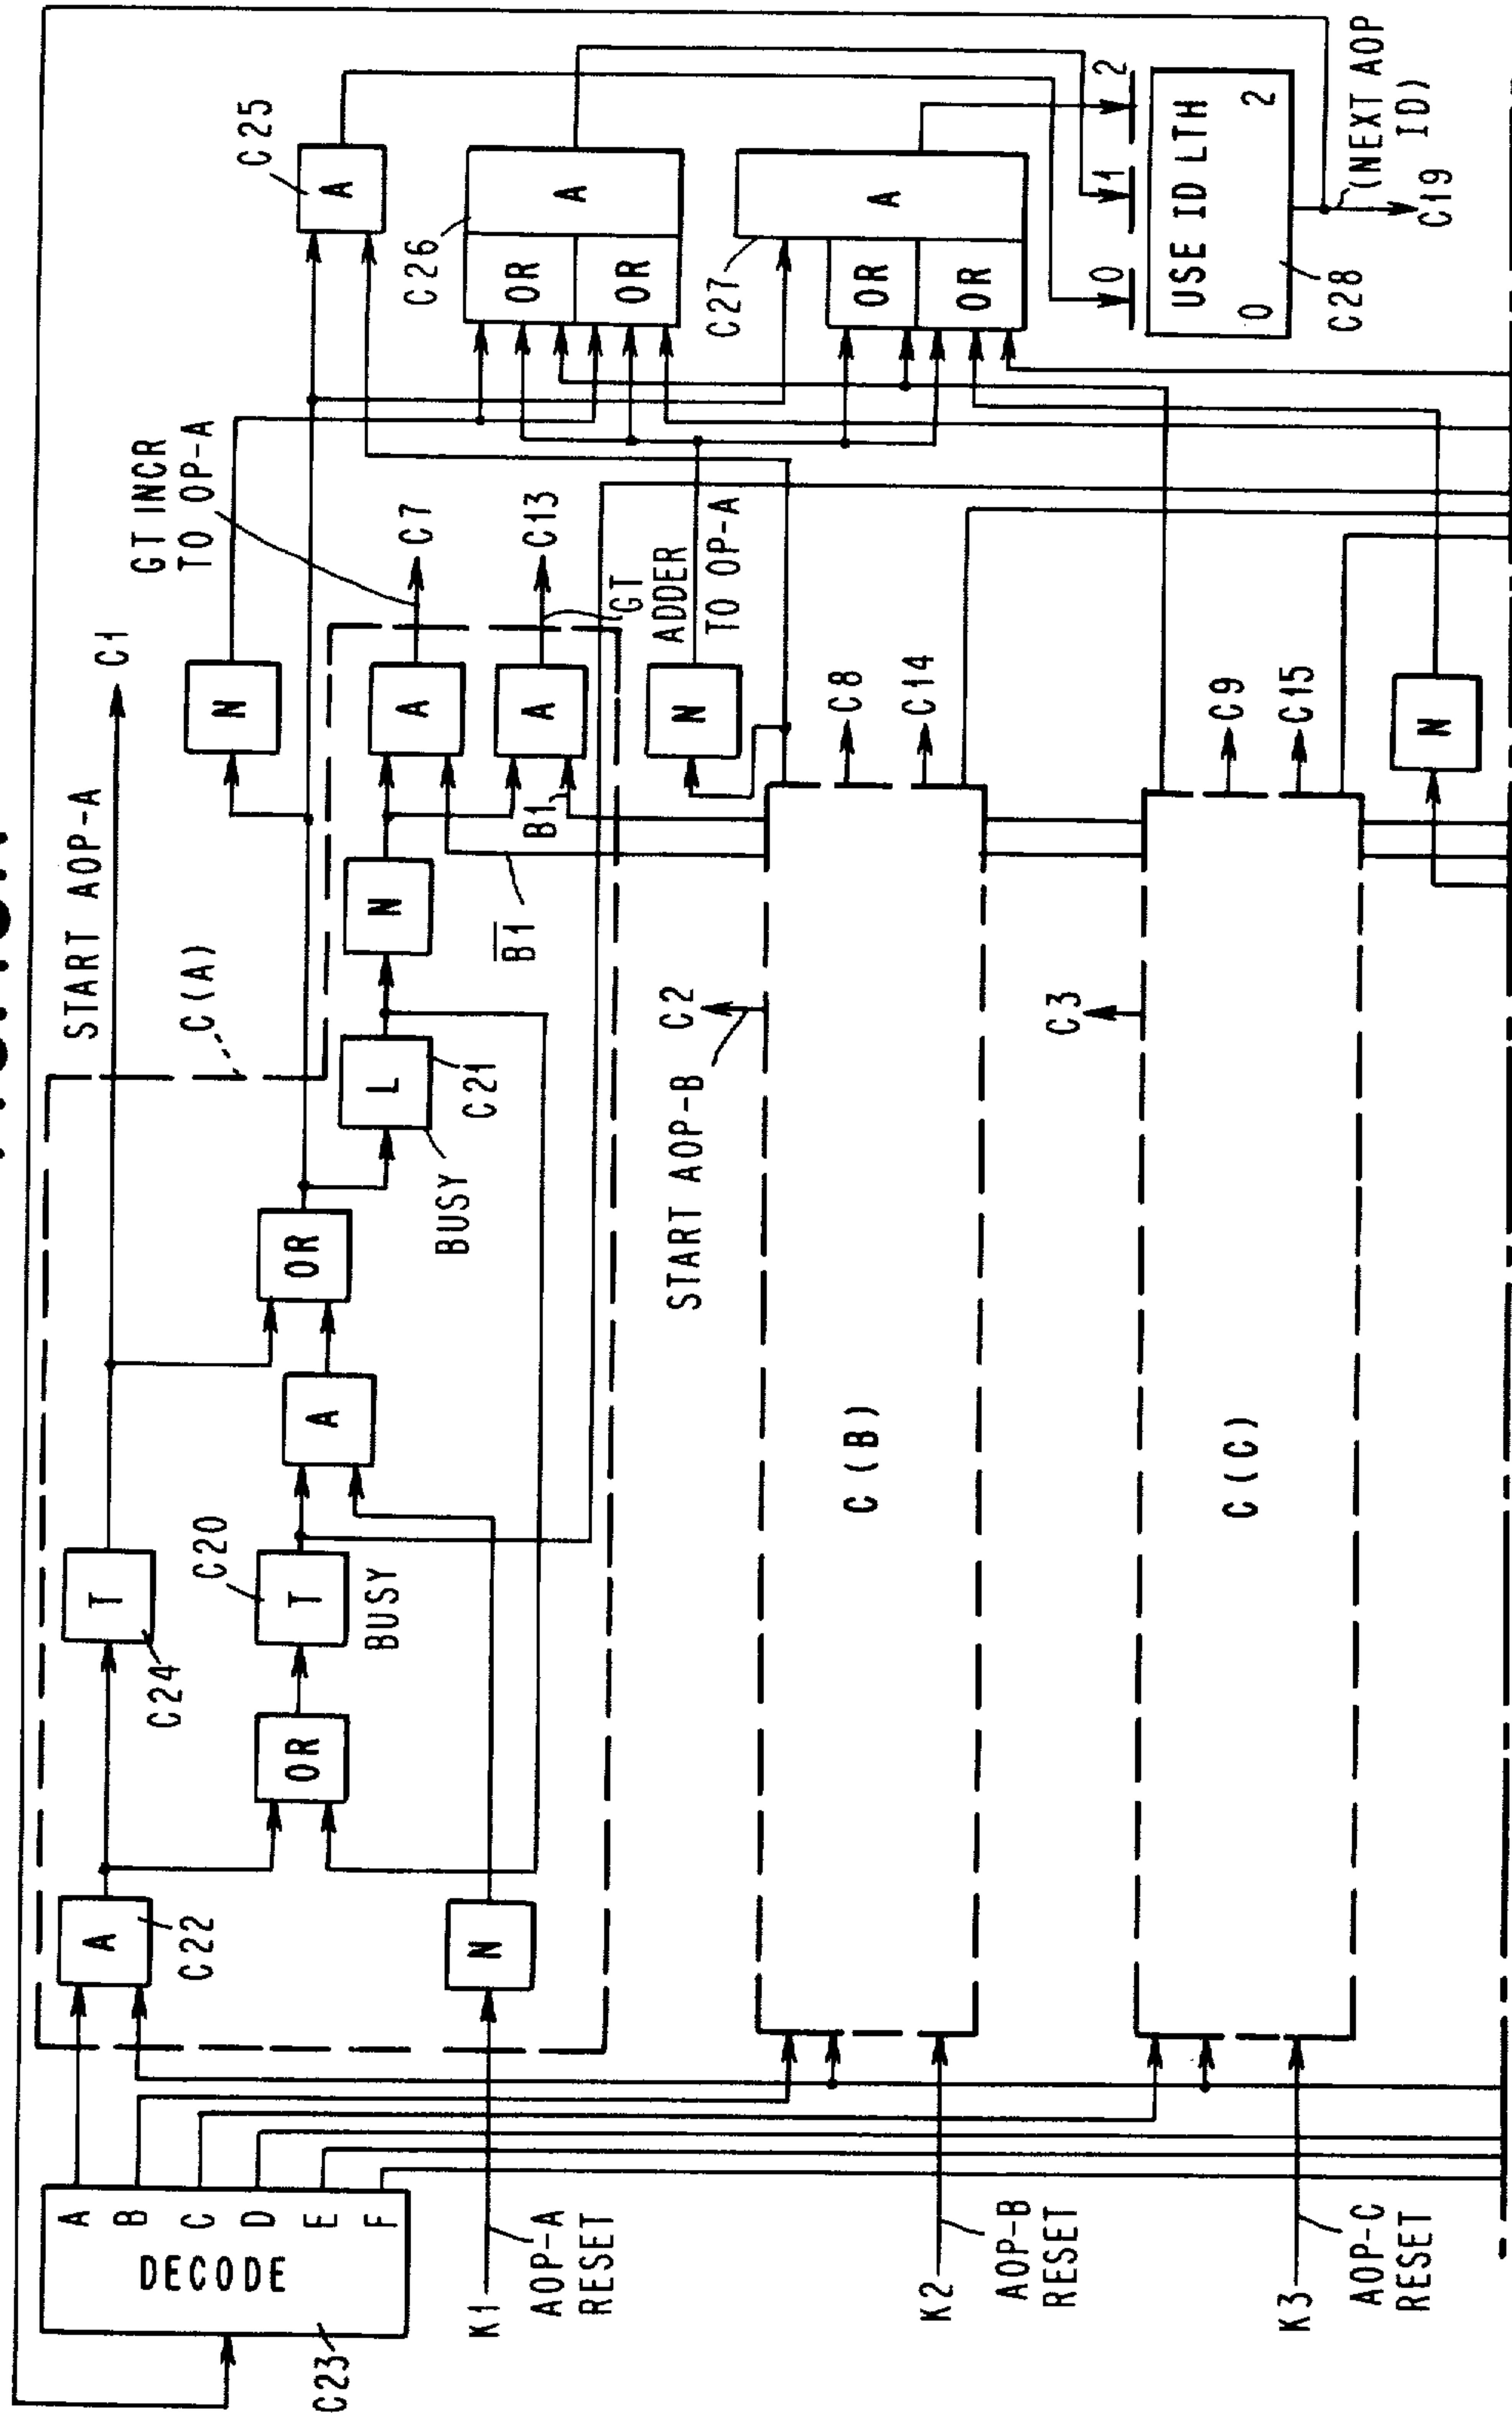 START AOP-A
C1
C(A)
A
C22
T
C24
OR
T
C20
BUSY
A
OR
L
C21
BUSY
N
N
N
A
A
B1
B1
GT INCR
TO OP-A
C7
C13
GT
ADDER
TO OP-A
N
A
C25
OR
OR
A
C26
OR
OR
A
C27
0
1
2
USE ID LTH
0
2
C28
(NEXT AOP
ID)
C19
DECODE
A
B
C
D
E
F
C23
K1
AOP-A
RESET
START AOP-B
C2
C(B)
C8
C14
K2
AOP-B
RESET
C3
C(C)
C9
C15
N
K3
AOP-C
RESET